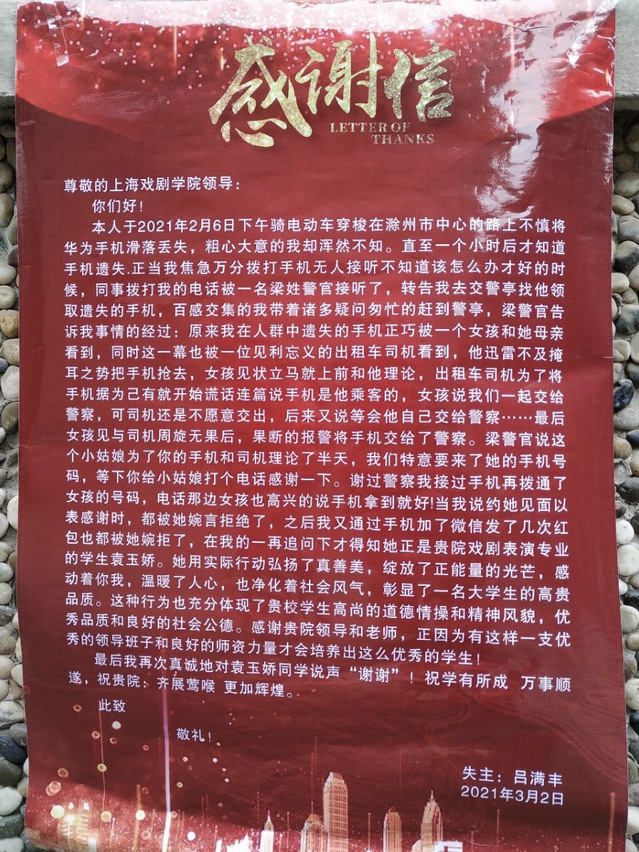 感谢信
LETTER OF
THANKS
尊敬的上海戏剧学院领导：
你们好！
本人于2021年2月6日下午骑电动车穿梭在滁州市中心的路上不慎将
华为手机滑落丢失，粗心大意的我却浑然不知。直至一个小时后才知道
手机遗失.正当我焦急万分拨打手机无人接听不知道该怎么办才好的时
候，同事拨打我的电话被一名梁姓警官接听了，转告我去交警亭找他领
取遗失的手机，百感交集的我带着诸多疑问匆忙的赶到警亭，梁警官告
诉我事情的经过：原来我在人群中遗失的手机正巧被一个女孩和她母亲
看到，同时这一幕也被一位见利忘义的出租车司机看到，他迅雷不及掩
耳之势把手机抢去，女孩见状立马就上前和他理论，出租车司机为了将
手机据为己有就开始谎话连篇说手机是他乘客的，女孩说我们一起交给
警察，可司机还是不愿意交出，后来又说等会他自己交给警察……最后
女孩见与司机周旋无果后，果断的报警将手机交给了警察。梁警官说这
个小姑娘为了你的手机和司机理论了半天，我们特意要来了她的手机号
码，等下你给小姑娘打个电话感谢一下。谢过警察我接过手机再拨通了
女孩的号码，电话那边女孩也高兴的说手机拿到就好!当我说约她见面以
表感谢时，都被她婉言拒绝了，之后我又通过手机加了微信发了几次红
包也都被她婉拒了，在我的一再追问下才得知她正是贵院戏剧表演专业
的学生袁玉娇。她用实际行动弘扬了真善美，绽放了正能量的光芒，感
动着你我，温暖了人心，也净化着社会风气，彰显了一名大学生的高贵
品质。这种行为也充分体现了贵校学生高尚的道德情操和精神风貌，优
秀品质和良好的社会公德。感谢贵院领导和老师，正因为有这样一支优
秀的领导班子和良好的师资力量才会培养出这么优秀的学生！
最后我再次真诚地对袁玉娇同学说声“谢谢”！祝学有所成 万事顺
遂，祝贵院：齐展莺喉 更加辉煌。
此致
敬礼！
失主：吕满丰
2021年3月2日